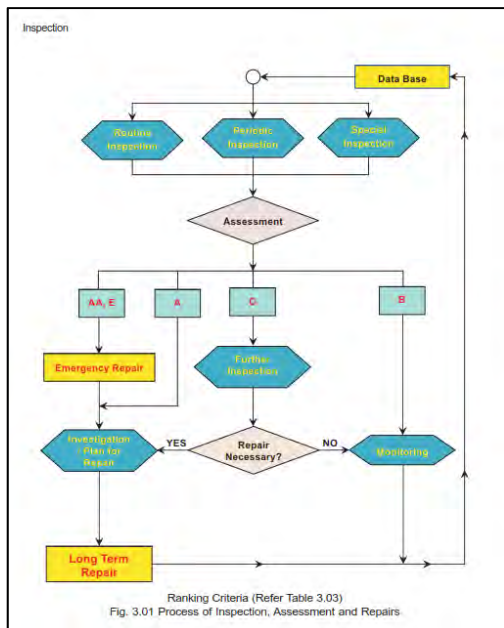 Inspection
Data Base
Routine
Inspection
Periodic
Inspection
Special
Inspection
Assessment
AA, E
A
C
B
Emergency Repair
Further
Inspection
Investigation
/ Plan for
Repair
YES
Repair
Necessary?
NO
Monitoring
Long Term
Repair
Ranking Criteria (Refer Table 3.03)
Fig. 3.01 Process of Inspection, Assessment and Repairs